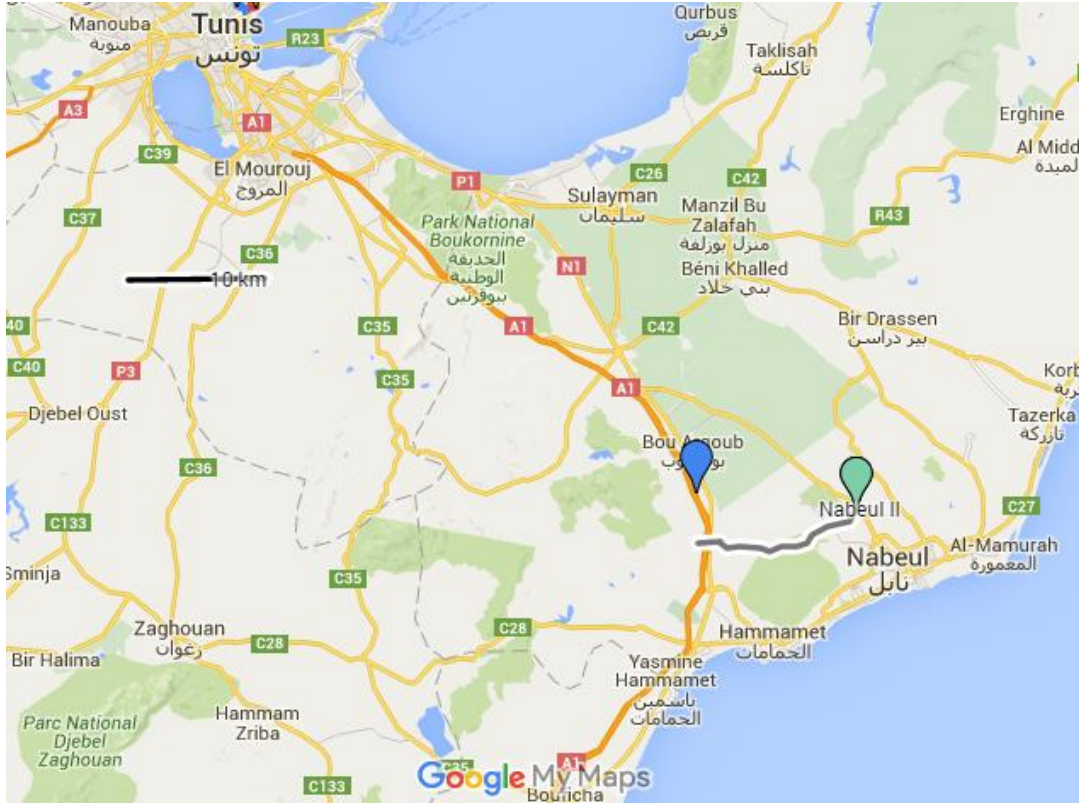 Manouba
منوبة
Tunis
تونس
R23
Qurbus
قربص
Taklisah
تاكلسة
A3
A1
C39
El Mourouj
المروج
Erghine
Al Midd
لميدة
P1
C26
C42
Sulayman
سليمان
Manzil Bu
Zalafah
منزل بوزلفة
R43
C37
C36
Park National
Boukornine
الحديقة
الوطنية
ببوقرنين
N1
Béni Khalled
بني خلاد
10 km
40
C35
A1
C42
Bir Drassen
بير دراسن
C40
P3
C35
A1
Korb
ربة
Djebel Oust
Tazerka
تازركة
Bou Argoub
C36
C133
Nabeul II
C27
Nabeul
نابل
Al-Mamurah
المعمورة
Sminja
C35
Zaghouan
زغوان
C28
C28
Hammamet
الحمامات
Bir Halima
Yasmine
Hammamet
ياسمين
الحمامات
Hammam
Zriba
Parc National
Djebel
Zaghouan
C35
A1
Google My Maps
C133
Bouficha